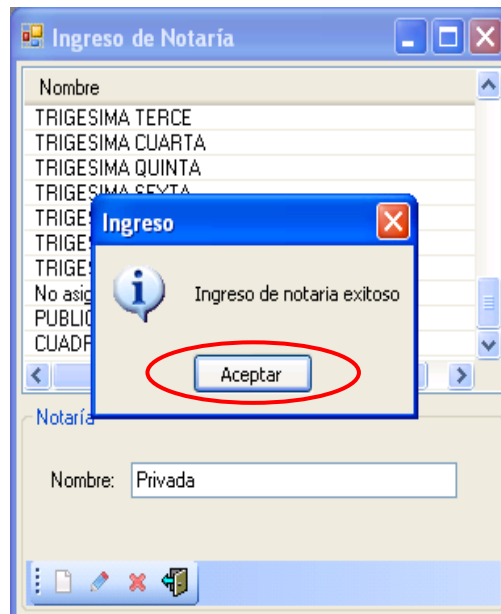 Ingreso de Notaría
Nombre
TRIGESIMA TERCE
TRIGESIMA CUARTA
TRIGESIMA QUINTA
TRIGESIMA SEXTA
Ingreso
No asig
Ingreso de notaria exitoso
Aceptar
Notaría
Nombre: Privada